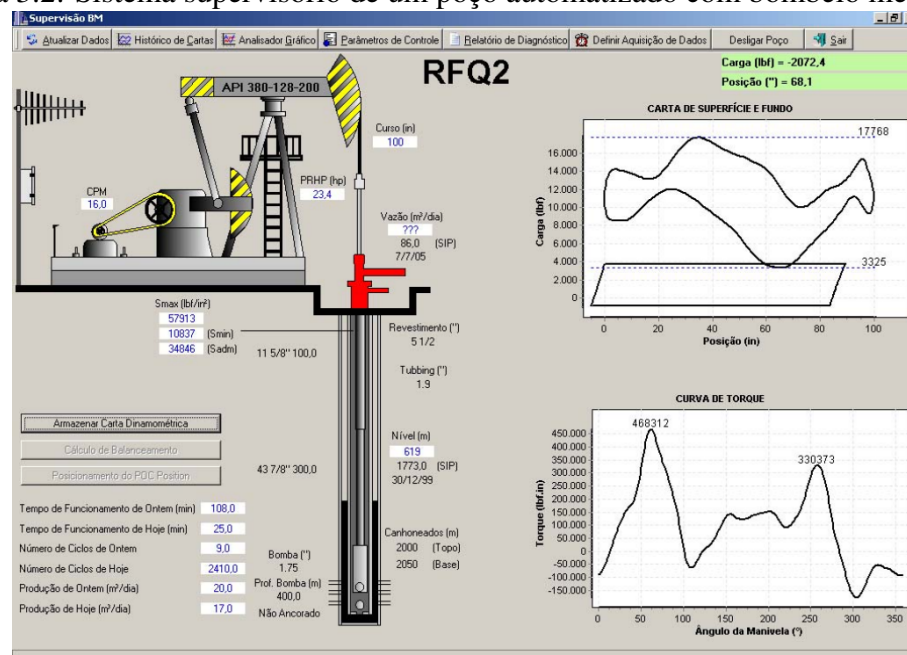 Supervisão BM
Atualizar Dados Histórico de Cartas Analisador Gráfico Parâmetros de Controle Relatório de Diagnóstico Definir Aquisição de Dados Desligar Poço Sair
RFQ2
Carga (lbf) = -2072,4
Posição (") = 68,1
API 380-128-200
Curso (in)
100
PRHP (hp)
23,4
CPM
16,0
Vazão (m³/dia)
???
86,0 (SIP)
7/7/05
Smax (lbf/in²)
57913
10837 (Smin)
34846 (Sadm)
11 5/8" 100,0
Revestimento (")
5 1/2
Tubbing (")
1.9
Armazenar Carta Dinamométrica
Cálculo de Balanceamento
Posicionamento do POC Position
43 7/8" 300,0
Nível (m)
619
1773,0 (SIP)
30/12/99
Tempo de Funcionamento de Ontem (min) 108,0
Tempo de Funcionamento de Hoje (min) 25,0
Número de Ciclos de Ontem 9,0
Número de Ciclos de Hoje 2410,0
Produção de Ontem (m³/dia) 20,0
Produção de Hoje (m³/dia) 17,0
Bomba (")
1.75
Prof. Bomba (m)
400,0
Não Ancorado
Canhoneados (m)
2000 (Topo)
2050 (Base)
CARTA DE SUPERFÍCIE E FUNDO
17768
3325
Carga (lbf)
16.000
14.000
12.000
10.000
8.000
6.000
4.000
2.000
0
0 20 40 60 80 100
Posição (in)
CURVA DE TORQUE
468312
330373
Torque (lbf.in)
450.000
400.000
350.000
300.000
250.000
200.000
150.000
100.000
50.000
0
-50.000
-100.000
-150.000
0 50 100 150 200 250 300 350
Ângulo da Manivela (°)